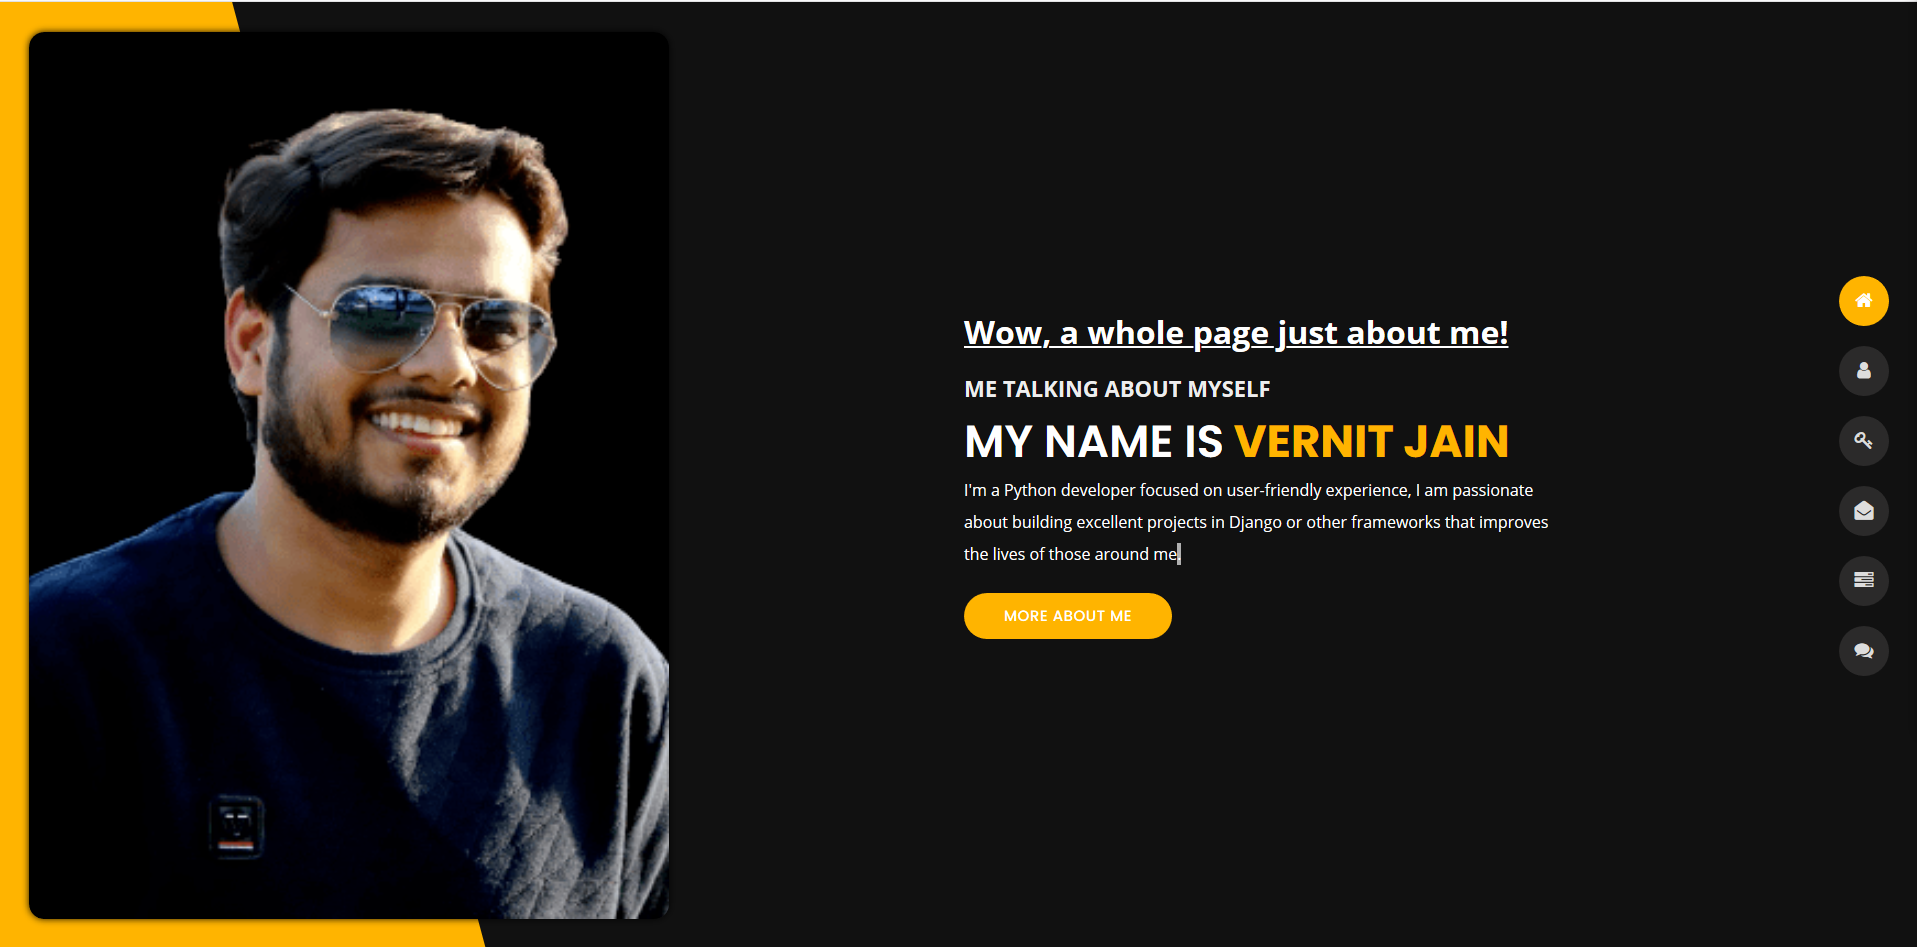 Wow, a whole page just about me!
ME TALKING ABOUT MYSELF
MY NAME IS VERNIT JAIN
I'm a Python developer focused on user-friendly experience, I am passionate
about building excellent projects in Django or other frameworks that improves
the lives of those around me.
MORE ABOUT ME